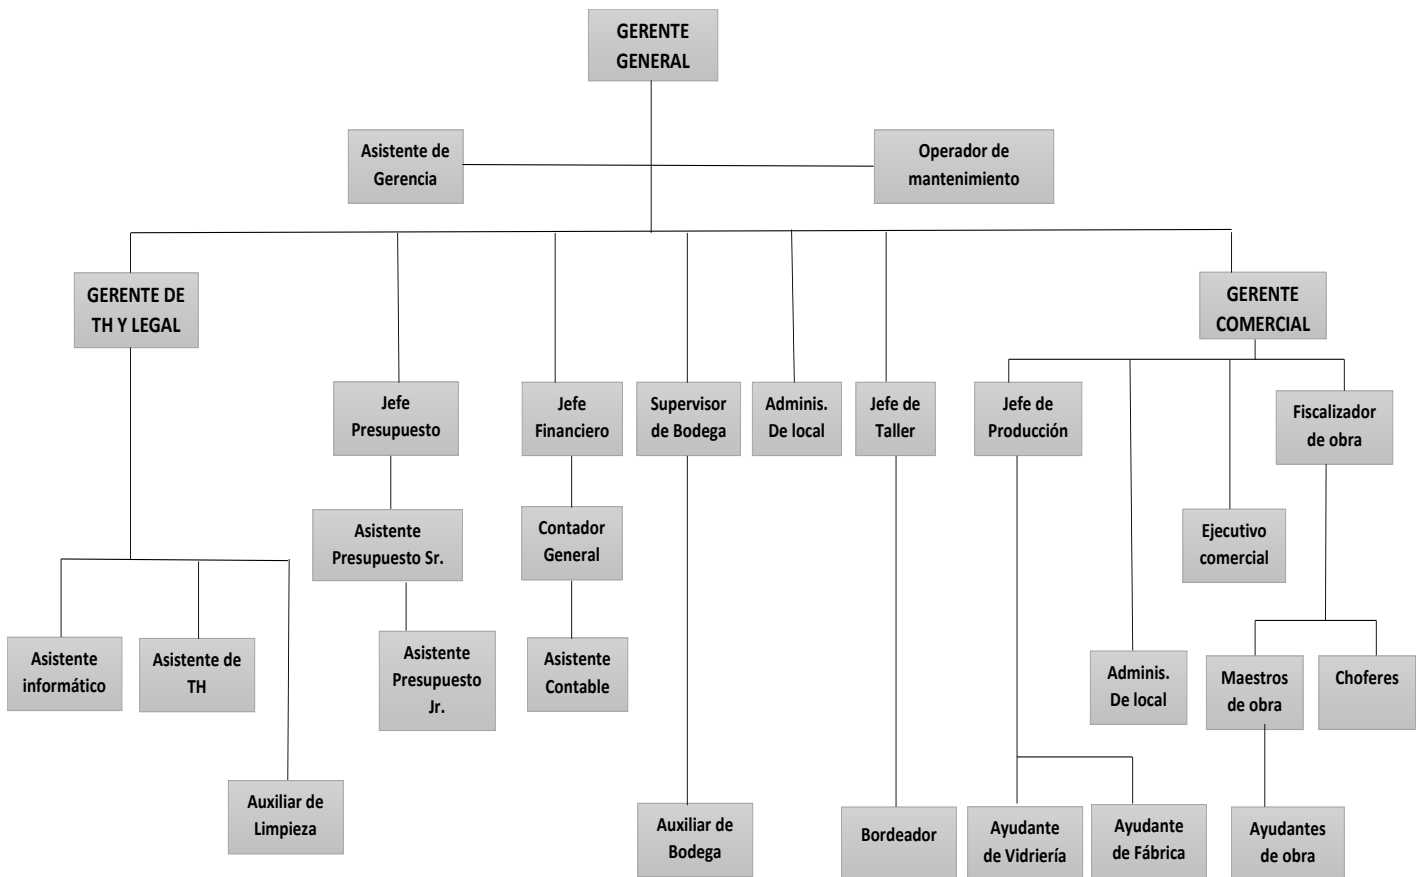 GERENTE
GENERAL
Asistente de
Gerencia
Operador de
mantenimiento
GERENTE DE
TH Y LEGAL
GERENTE
COMERCIAL
Jefe
Presupuesto
Jefe
Financiero
Supervisor
de Bodega
Adminis.
De local
Jefe de
Taller
Jefe de
Producción
Fiscalizador
de obra
Asistente
Presupuesto Sr.
Contador
General
Ejecutivo
comercial
Asistente
informático
Asistente de
TH
Asistente
Presupuesto
Jr.
Asistente
Contable
Adminis.
De local
Maestros
de obra
Choferes
Auxiliar de
Limpieza
Auxiliar de
Bodega
Bordeador
Ayudante
de Vidriería
Ayudante
de Fábrica
Ayudantes
de obra